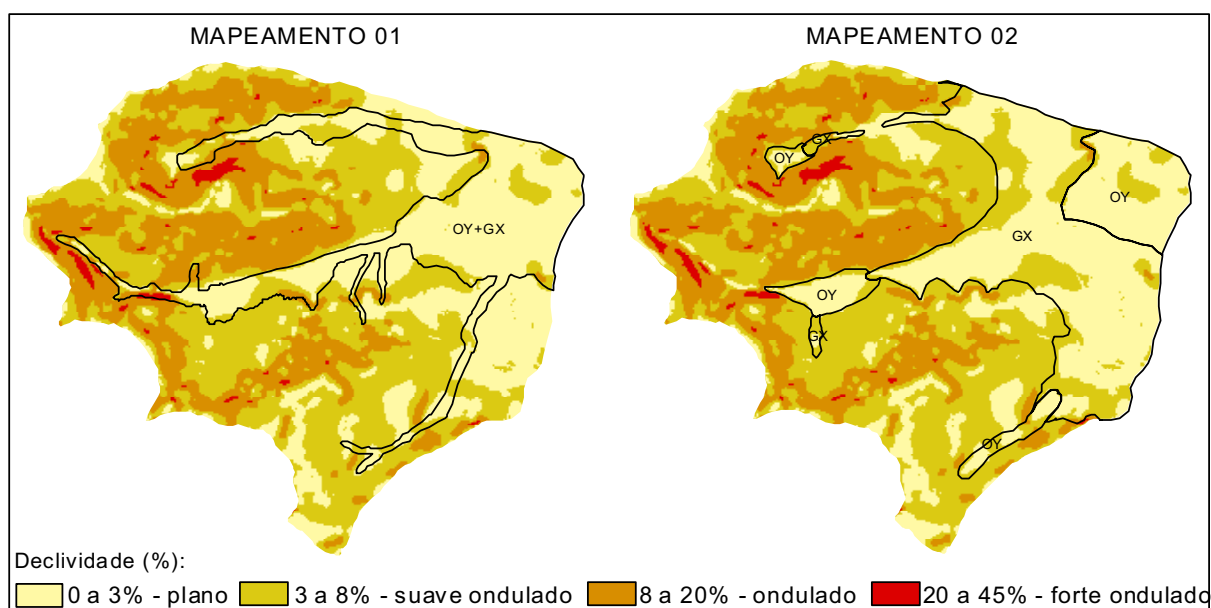 MAPEAMENTO 01
MAPEAMENTO 02
OY+GX
GX
OY
OY
GX
OY
GX
OY
Declividade (%):
0 a 3% - plano
3 a 8% - suave ondulado
8 a 20% - ondulado
20 a 45% - forte ondulado